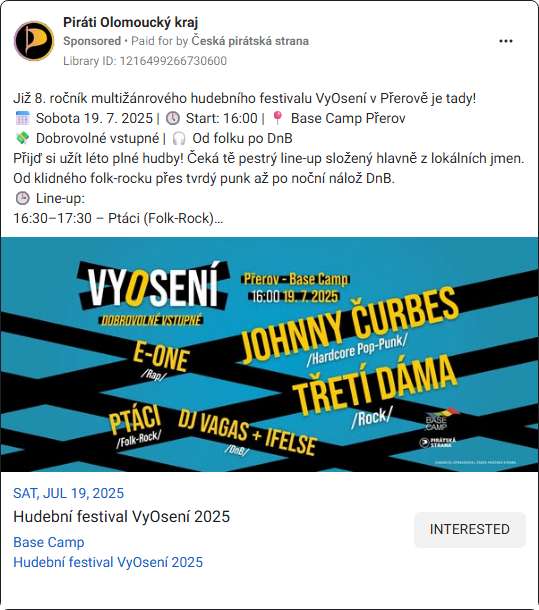 Piráti Olomoucký kraj
Sponsored • Paid for by Česká pirátská strana
Library ID: 1216499266730600
Již 8. ročník multižánrového hudebního festivalu VyOsení v Přerově je tady!
Sobota 19. 7. 2025 | Start: 16:00 | Base Camp Přerov
Dobrovolné vstupné | Od folku po DnB
Přijď si užít léto plné hudby! Čeká tě pestrý line-up složený hlavně z lokálních jmen.
Od klidného folk-rocku přes tvrdý punk až po noční nálož DnB.
Line-up:
16:30–17:30 – Ptáci (Folk-Rock)...
VYOSENÍ
DOBROVOLNÉ VSTUPNÉ
Přerov - Base Camp
16:00 19.7.2025
JOHNNY ČURBES
/Hardcore Pop-Punk/
E-ONE
/Rap/
TŘETÍ DÁMA
/Rock/
PTÁCI
/Folk-Rock/
DJ VAGAS + IFELSE
/DnB/
BASE CAMP
PIRÁTSKÁ STRANA
SAT, JUL 19, 2025
Hudební festival VyOsení 2025
INTERESTED
Base Camp
Hudební festival VyOsení 2025